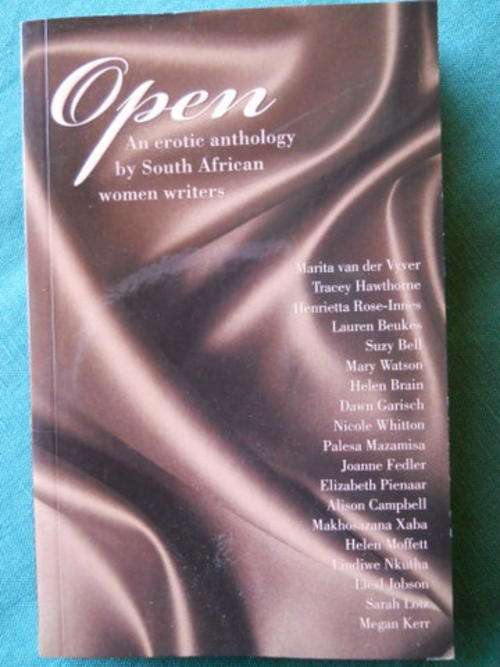 Open
An erotic anthology
by South African
women writers
Marita van der Vyver
Tracey Hawthorne
Henrietta Rose-Innes
Lauren Beukes
Suzy Bell
Mary Watson
Helen Brain
Dawn Garisch
Nicole Whitton
Palesa Mazamisa
Joanne Fedler
Elizabeth Pienaar
Alison Campbell
Makhosazana Xaba
Helen Moffett
Lindiwe Nkutha
Liesl Jobson
Sarah Lotz
Megan Kerr